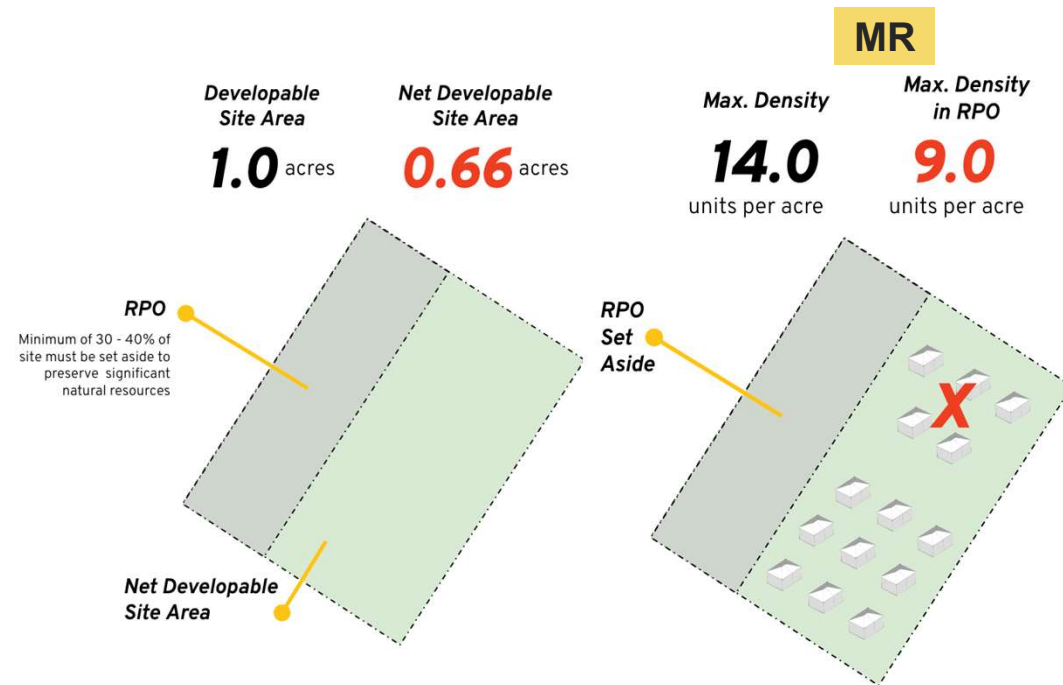 MR
Developable
Site Area
1.0 acres
Net Developable
Site Area
0.66 acres
Max. Density
14.0
units per acre
Max. Density
in RPO
9.0
units per acre
RPO
Minimum of 30 - 40% of
site must be set aside to
preserve significant
natural resources
Net Developable
Site Area
RPO
Set
Aside
X